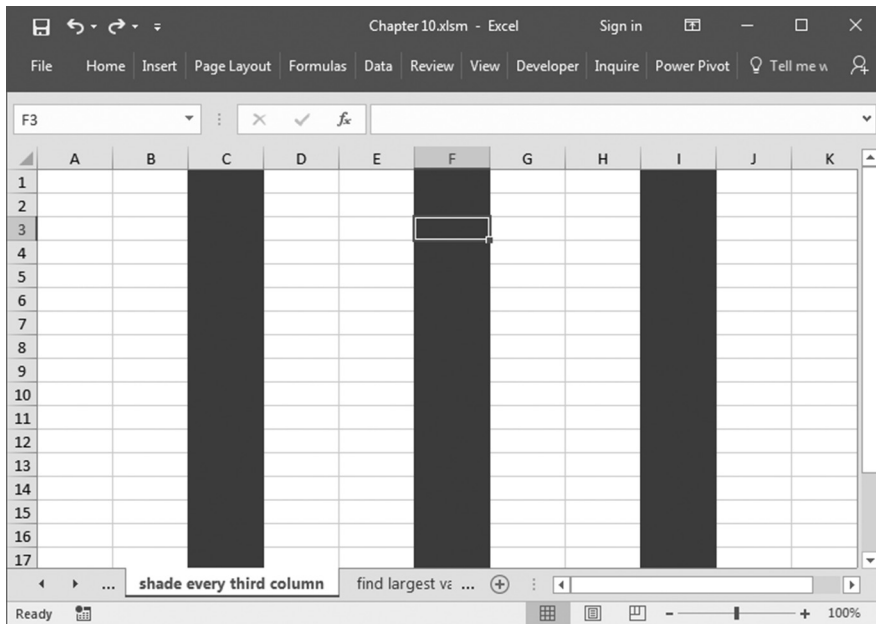 Chapter 10.xlsm - Excel Sign in
File Home Insert Page Layout Formulas Data Review View Developer Inquire Power Pivot Tell me
F3 fx
A B C D E F G H I J K
1
2
3
4
5
6
7
8
9
10
11
12
13
14
15
16
17
... shade every third column find largest va ...
Ready 100%